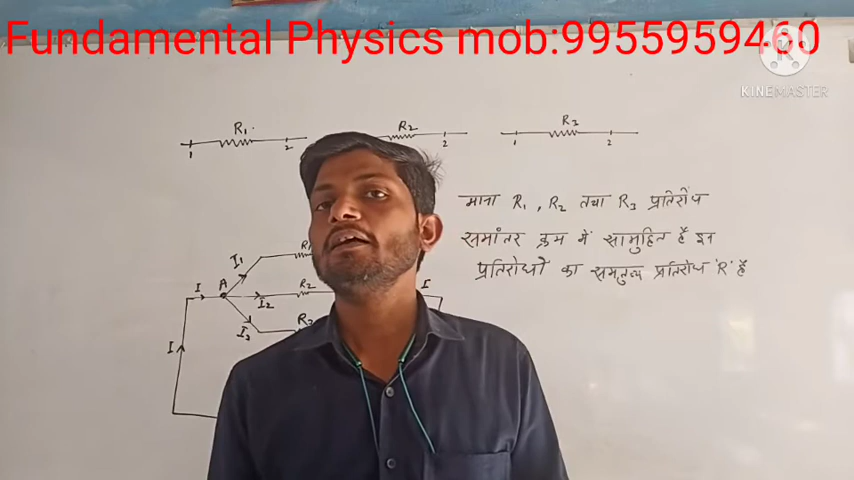 Fundamental Physics mob:9955959460
K
KINEMASTER
R₁
R₂
R₃
1
2
2
1
2
माना R₁, R₂ तथा R₃ प्रतिरोध
समांतर क्रम में सामुहित है इन
प्रतिरोधों का समतुल्य प्रतिरोध 'R' है
I₁
R₁
I
A
I₂
R₂
I
I₃
R₃
I